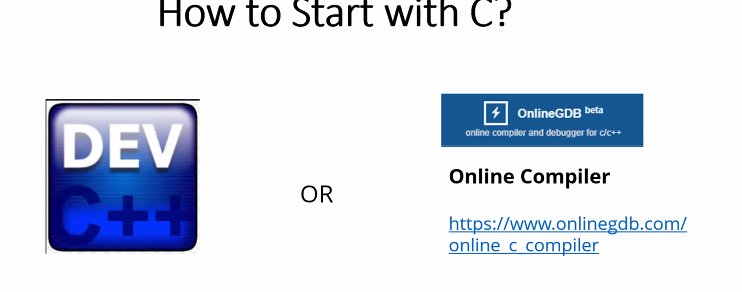 How to Start with C?
DEV
C++
OR
OnlineGDB beta
online compiler and debugger for c/c++
Online Compiler
https://www.onlinegdb.com/
online_c_compiler